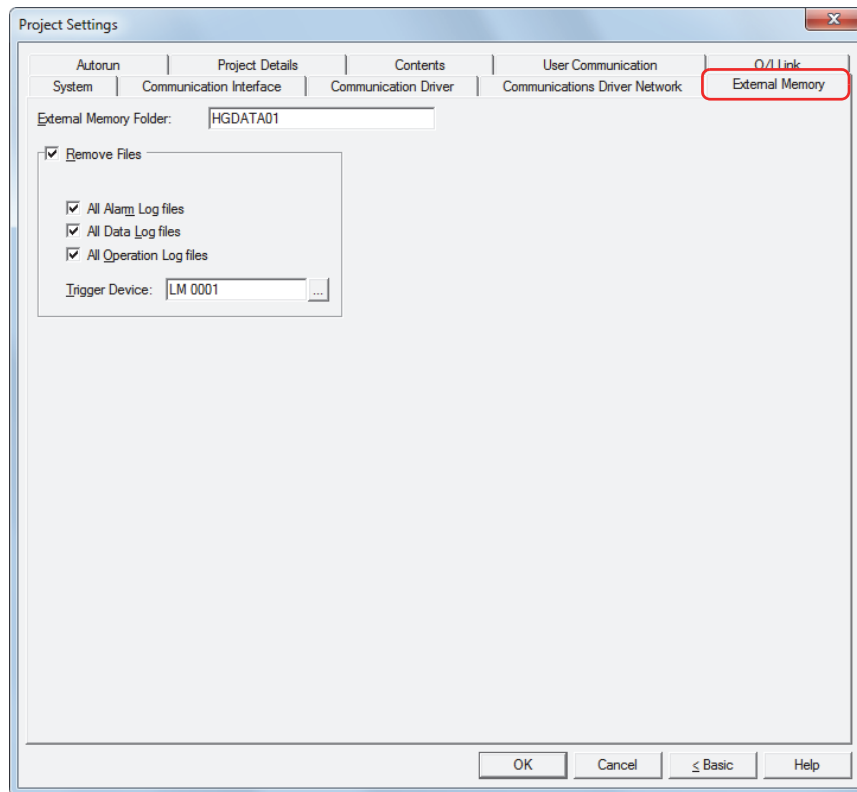 Project Settings
Autorun Project Details Contents User Communication O/I Link
System Communication Interface Communication Driver Communications Driver Network External Memory
External Memory Folder: HGDATA01
Remove Files
All Alarm Log files
All Data Log files
All Operation Log files
Trigger Device: LM 0001 ...
OK Cancel < Basic Help